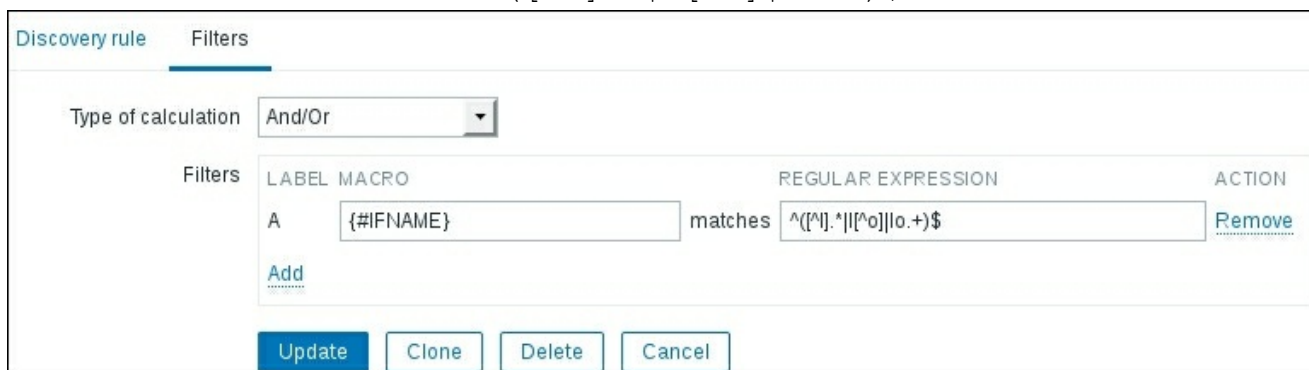 Discovery rule Filters
Type of calculation And/Or
Filters LABEL MACRO REGULAR EXPRESSION ACTION
A {#IFNAME} matches ^([^l].*|l[^o]|lo.+)$ Remove
Add
Update Clone Delete Cancel